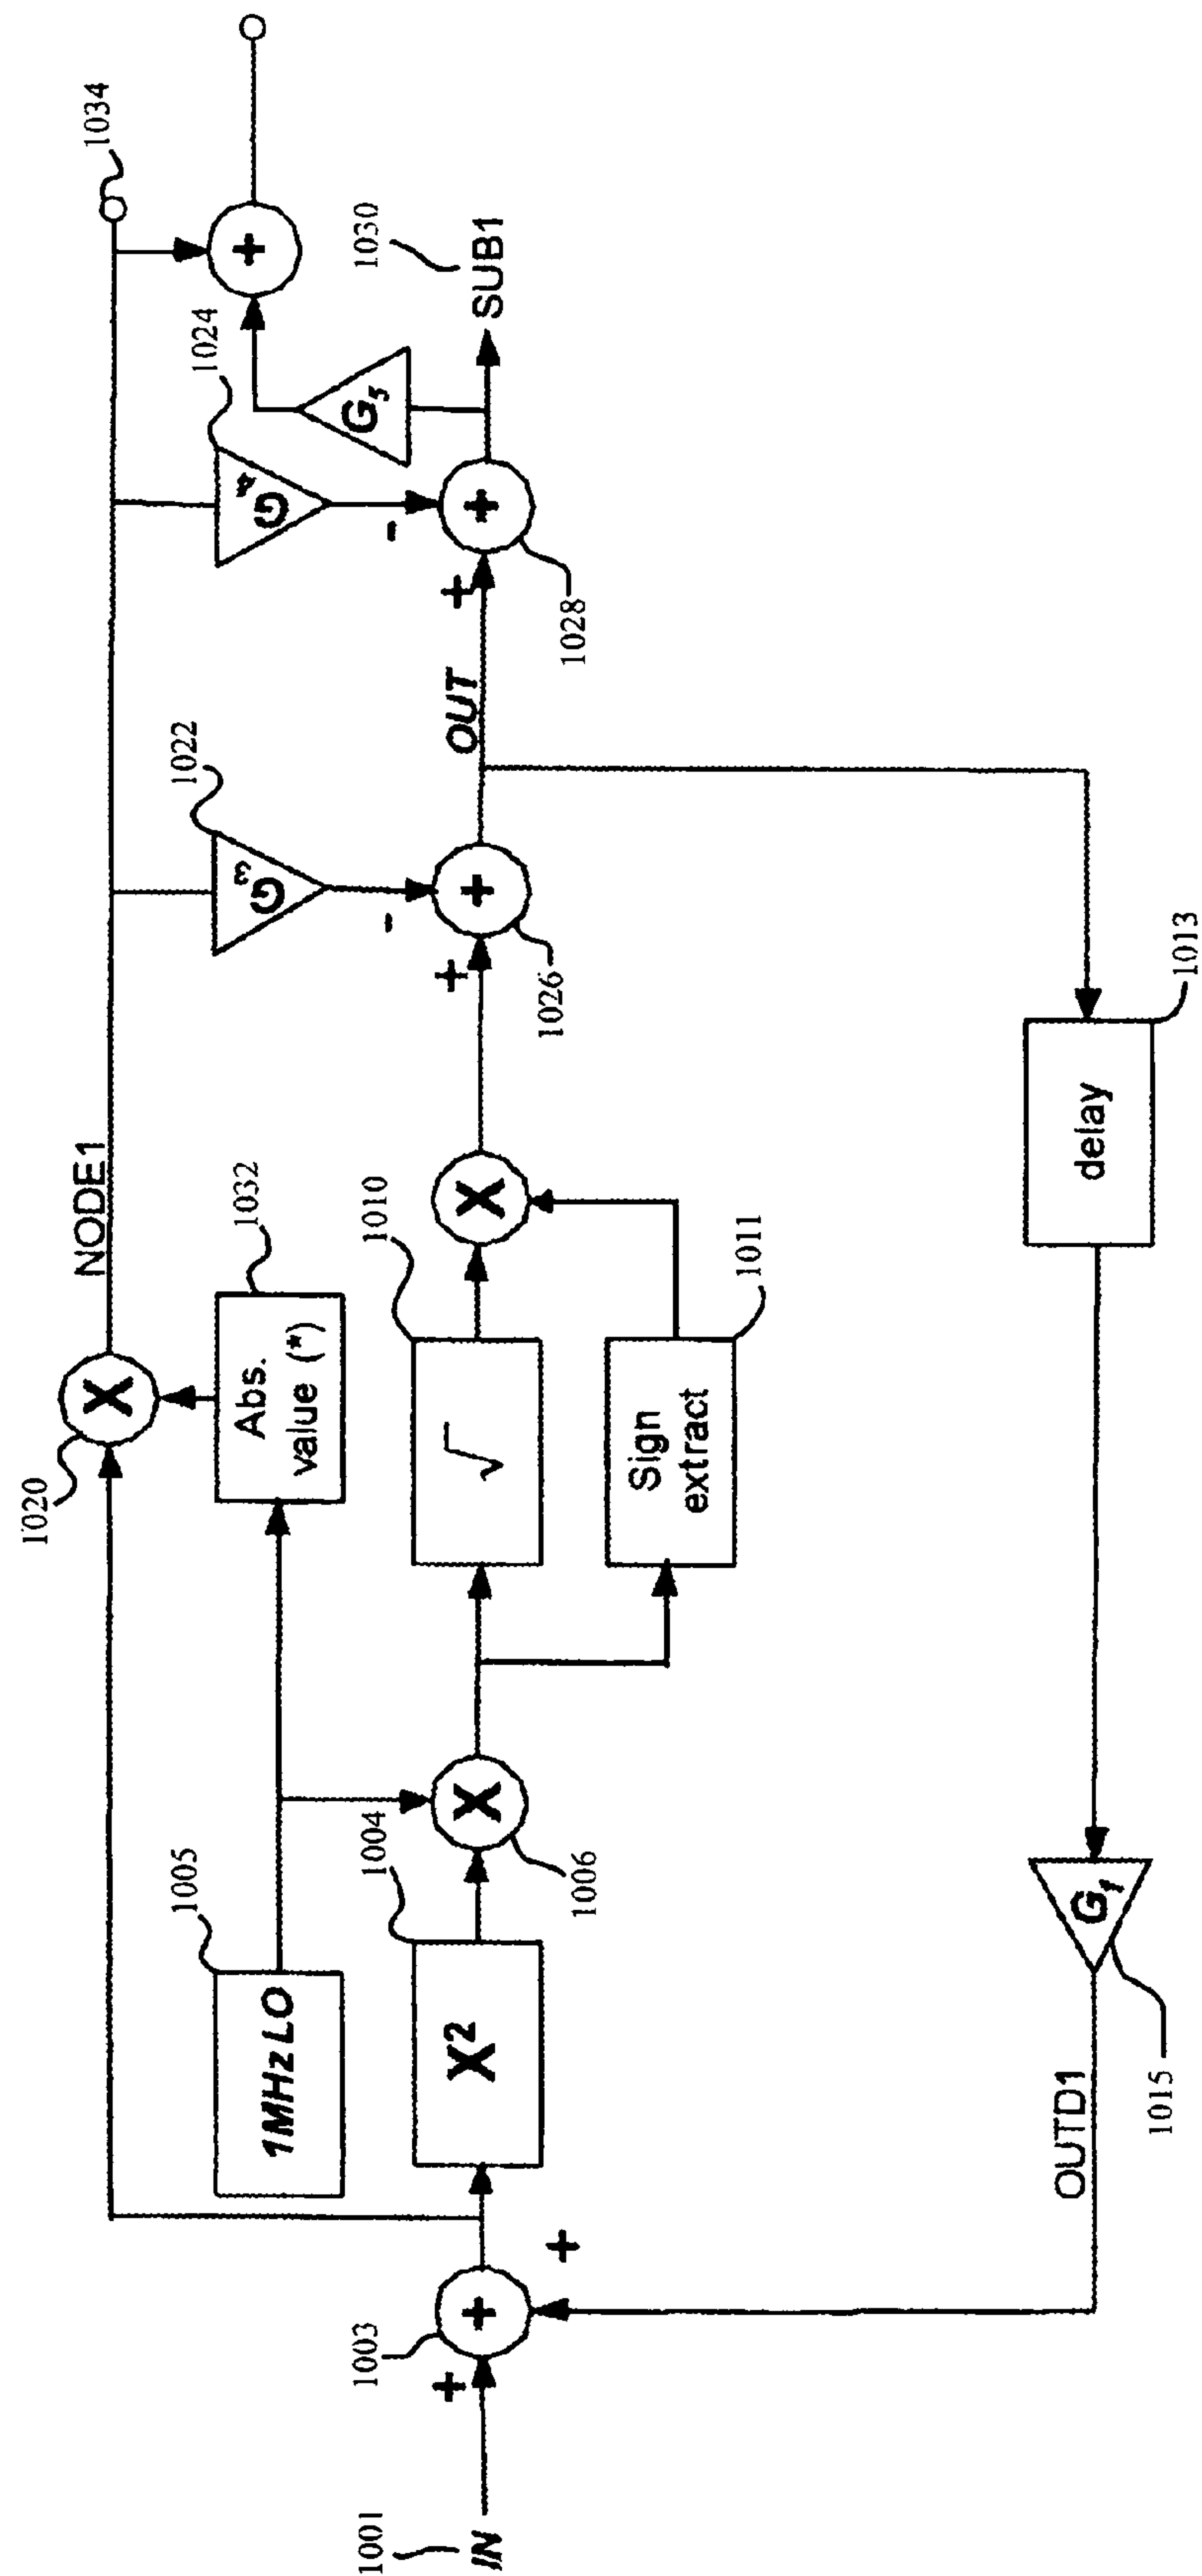 1001
IN
+
1003
+
+
1005
1MHz LO
1004
X²
1006
X
1020
X
NODE1
1032
Abs.
value (*)
1010
√
1011
Sign
extract
X
1022
G₃
-
+
1026
+
OUT
1024
G₄
-
+
1028
+
G₅
+
1034
1030
SUB1
1013
delay
G₁
1015
OUTD1